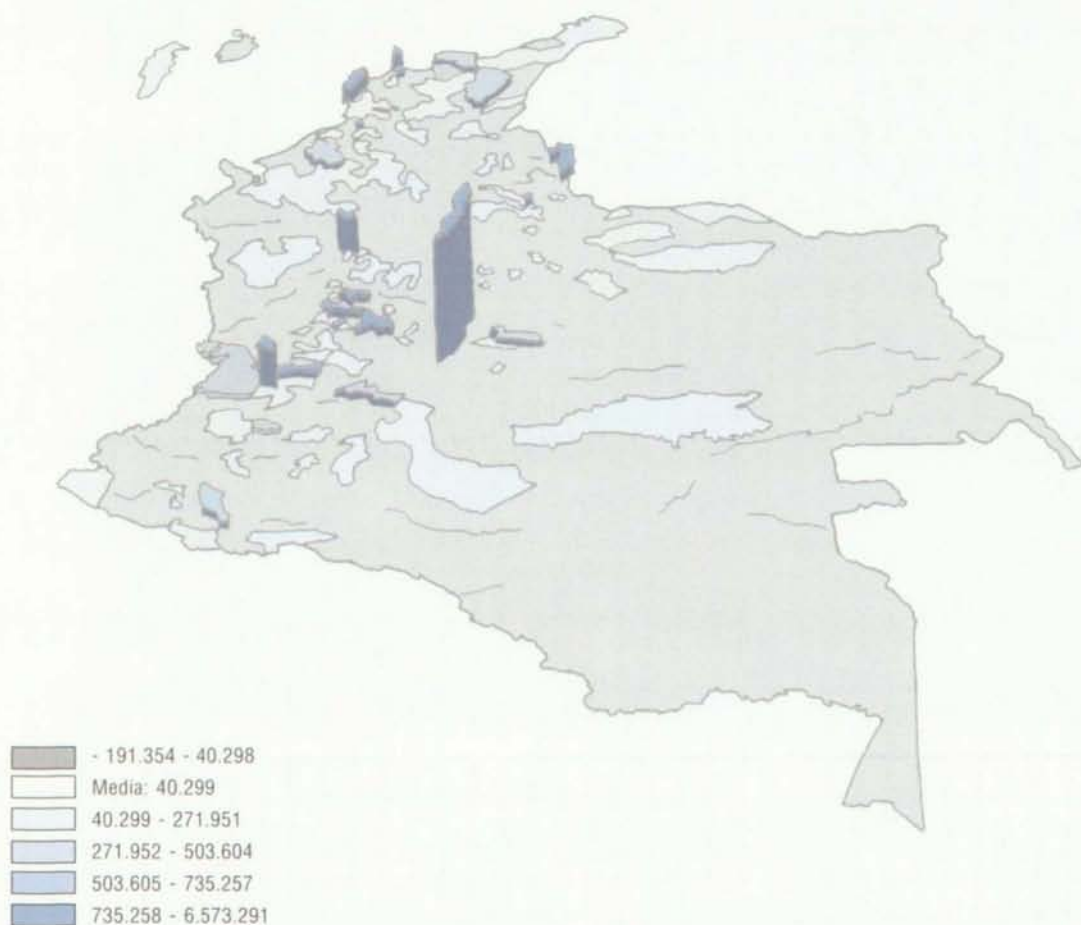 - 191.354 - 40.298
Media: 40.299
40.299 - 271.951
271.952 - 503.604
503.605 - 735.257
735.258 - 6.573.291